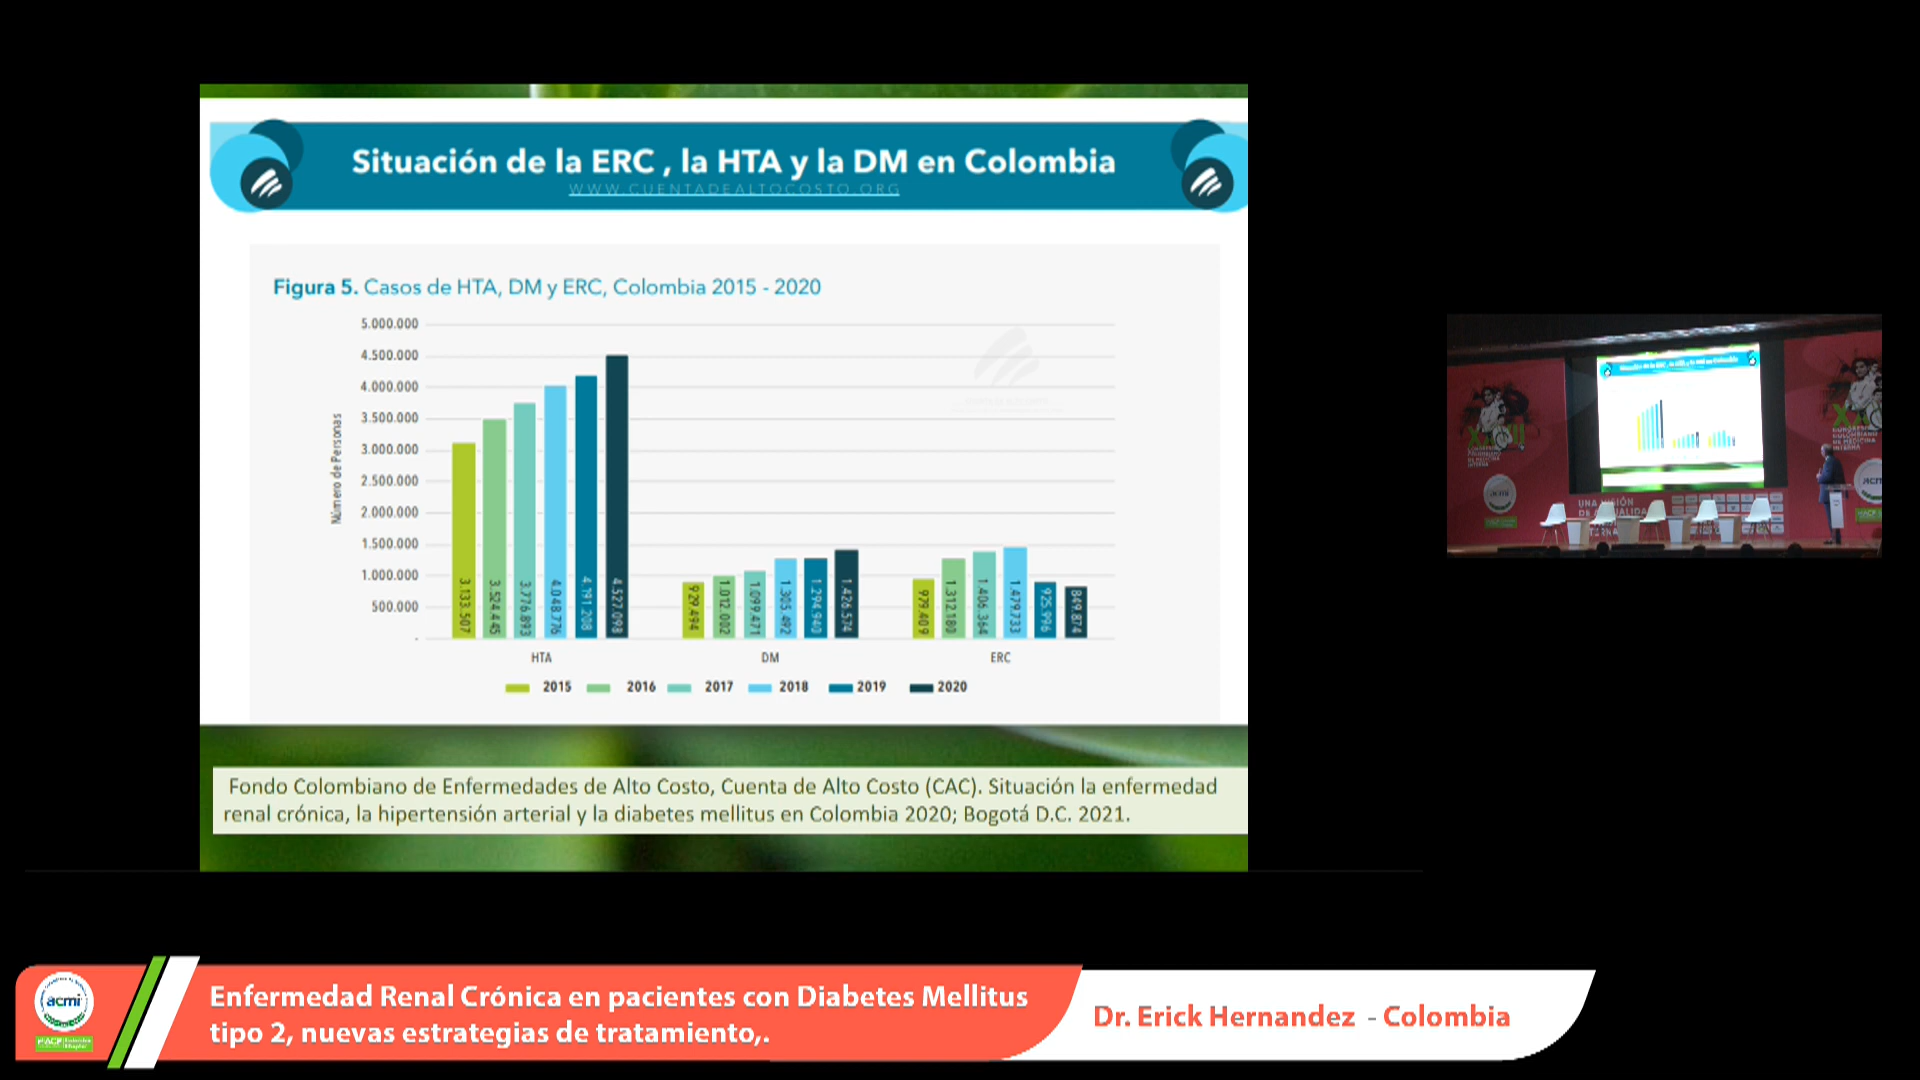 Situación de la ERC , la HTA y la DM en Colombia
WWW.CUENTADEALTOCOSTO.ORG
Figura 5. Casos de HTA, DM y ERC, Colombia 2015 - 2020
Número de Personas
5.000.000
4.500.000
4.000.000
3.500.000
3.000.000
2.500.000
2.000.000
1.500.000
1.000.000
500.000
-
3.133.507
3.524.445
3.776.893
4.048.776
4.191.208
4.527.098
929.494
1.012.002
1.099.471
1.305.492
1.294.940
1.426.574
979.409
1.312.180
1.406.364
1.479.733
925.996
849.874
HTA
DM
ERC
2015
2016
2017
2018
2019
2020
Fondo Colombiano de Enfermedades de Alto Costo, Cuenta de Alto Costo (CAC). Situación la enfermedad
renal crónica, la hipertensión arterial y la diabetes mellitus en Colombia 2020; Bogotá D.C. 2021.
acmi
Enfermedad Renal Crónica en pacientes con Diabetes Mellitus
tipo 2, nuevas estrategias de tratamiento,.
Dr. Erick Hernandez - Colombia